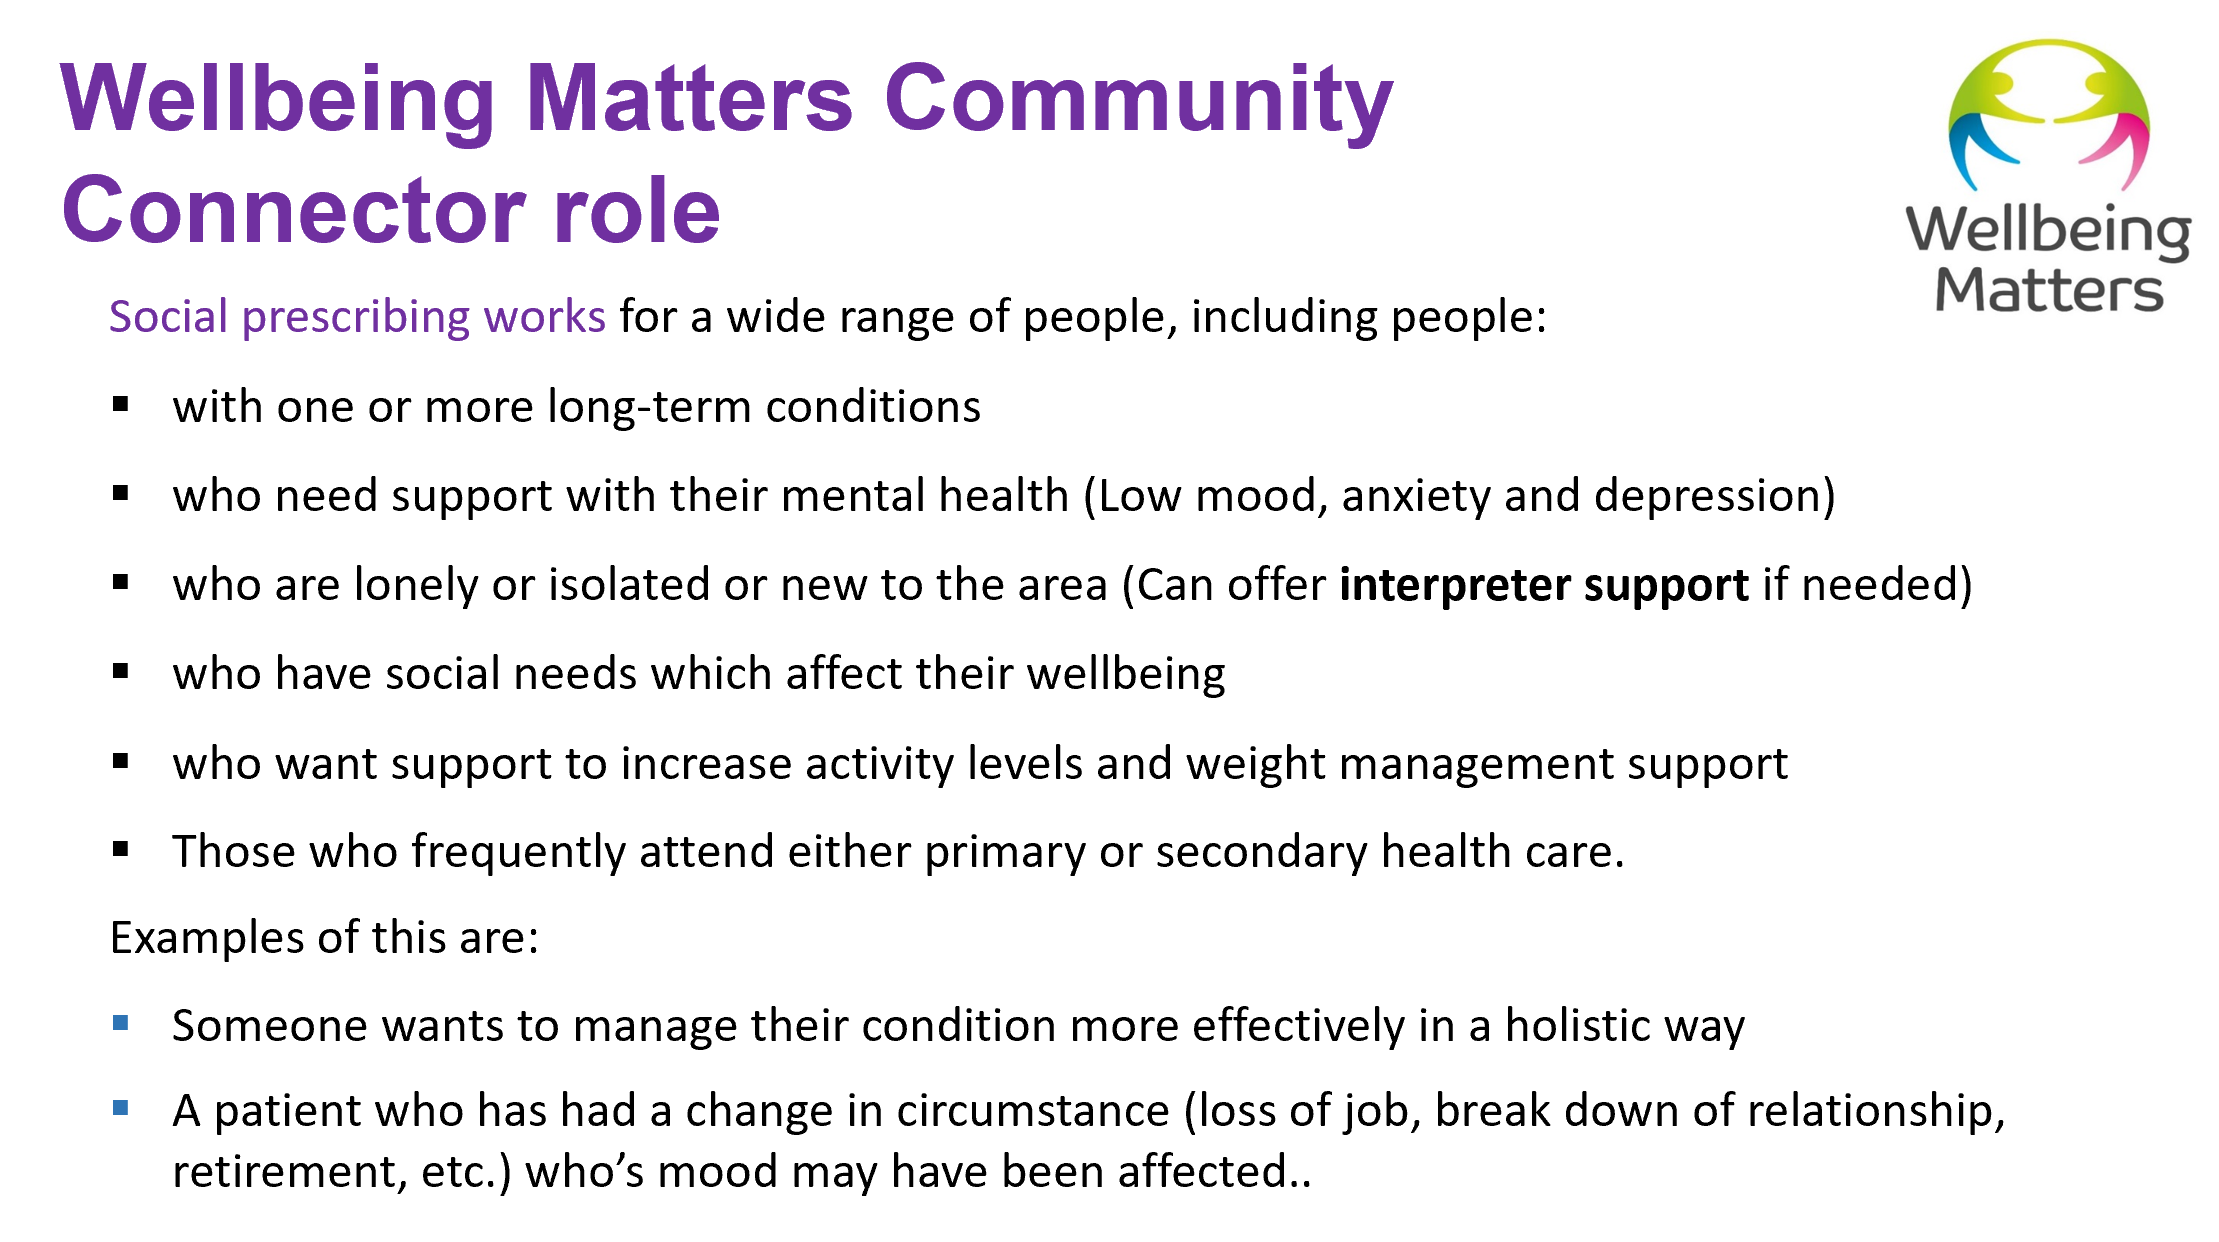 Wellbeing Matters Community
Connector role
Wellbeing
Matters
Social prescribing works for a wide range of people, including people:
▪ with one or more long-term conditions
▪ who need support with their mental health (Low mood, anxiety and depression)
▪ who are lonely or isolated or new to the area (Can offer interpreter support if needed)
▪ who have social needs which affect their wellbeing
▪ who want support to increase activity levels and weight management support
▪ Those who frequently attend either primary or secondary health care.
Examples of this are:
▪ Someone wants to manage their condition more effectively in a holistic way
▪ A patient who has had a change in circumstance (loss of job, break down of relationship,
retirement, etc.) who’s mood may have been affected..